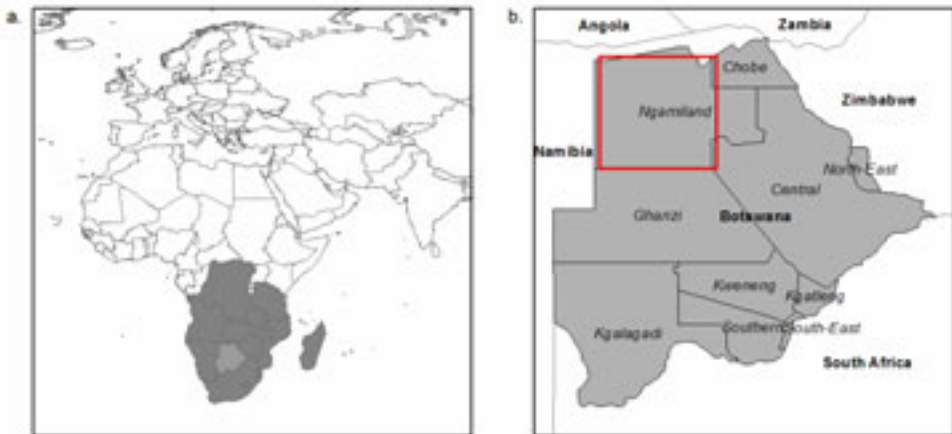 a.
b.
Angola
Zambia
Chobe
Ngamiland
Zimbabwe
Namibia
North-East
Central
Ghanzi
Botswana
Kweneng
Kgatleng
Kgalagadi
Southern
South-East
South Africa